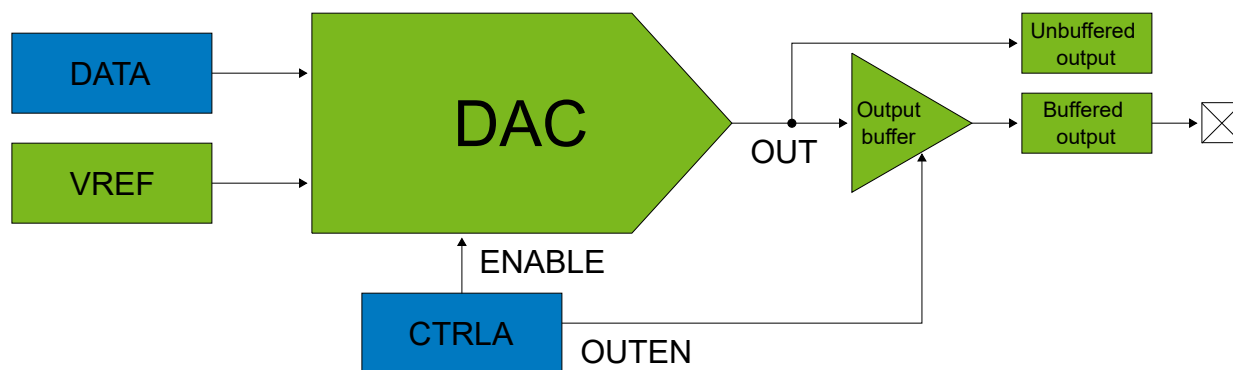 DATA
VREF
DAC
ENABLE
CTRLA
OUTEN
OUT
Output
buffer
Unbuffered
output
Buffered
output